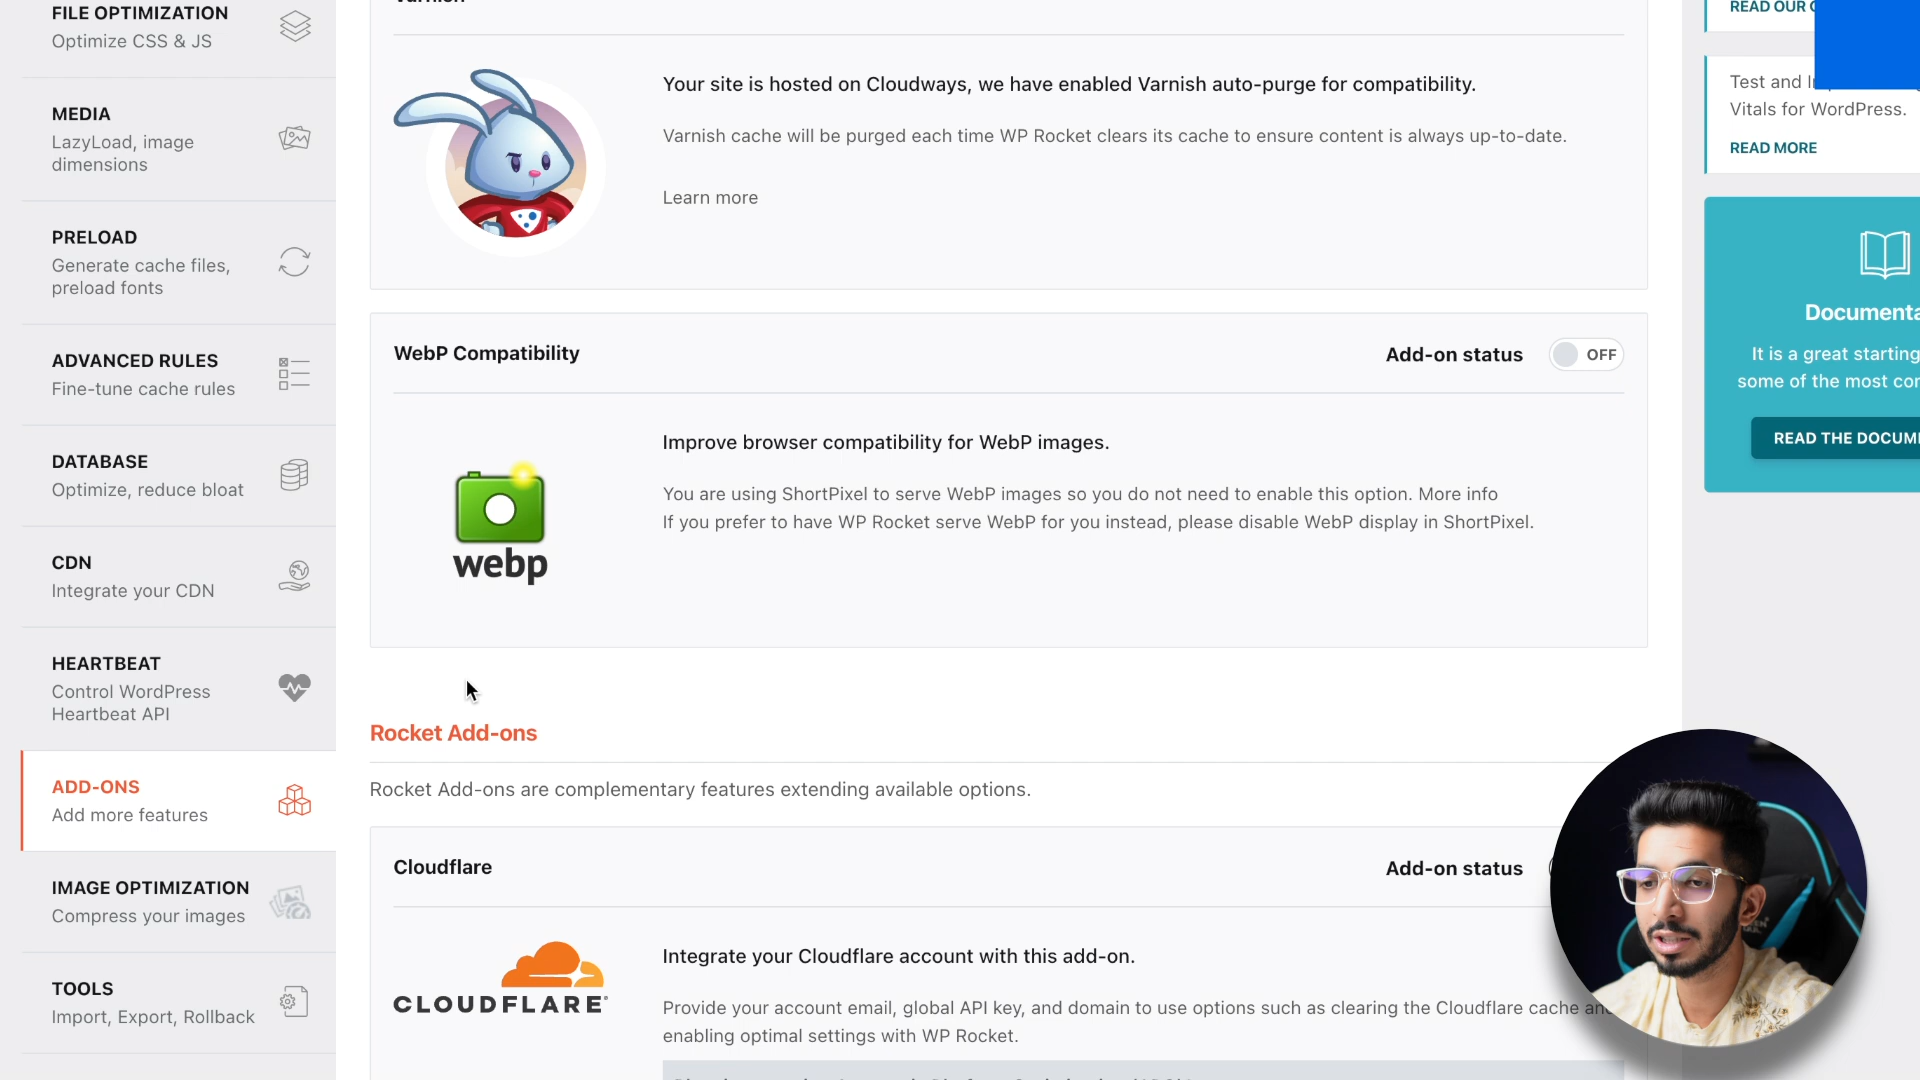 FILE OPTIMIZATION
Optimize CSS & JS
MEDIA
LazyLoad, image
dimensions
PRELOAD
Generate cache files,
preload fonts
ADVANCED RULES
Fine-tune cache rules
DATABASE
Optimize, reduce bloat
CDN
Integrate your CDN
HEARTBEAT
Control WordPress
Heartbeat API
ADD-ONS
Add more features
IMAGE OPTIMIZATION
Compress your images
TOOLS
Import, Export, Rollback
Varnish
Your site is hosted on Cloudways, we have enabled Varnish auto-purge for compatibility.
Varnish cache will be purged each time WP Rocket clears its cache to ensure content is always up-to-date.
Learn more
WebP Compatibility
Add-on status
OFF
Improve browser compatibility for WebP images.
You are using ShortPixel to serve WebP images so you do not need to enable this option. More info
If you prefer to have WP Rocket serve WebP for you instead, please disable WebP display in ShortPixel.
webp
Rocket Add-ons
Rocket Add-ons are complementary features extending available options.
Cloudflare
Add-on status
CLOUDFLARE
Integrate your Cloudflare account with this add-on.
Provide your account email, global API key, and domain to use options such as clearing the Cloudflare cache and
enabling optimal settings with WP Rocket.
READ OUR
Test and
Vitals for WordPress.
READ MORE
Documenta
It is a great starting
some of the most
READ THE DOCUM